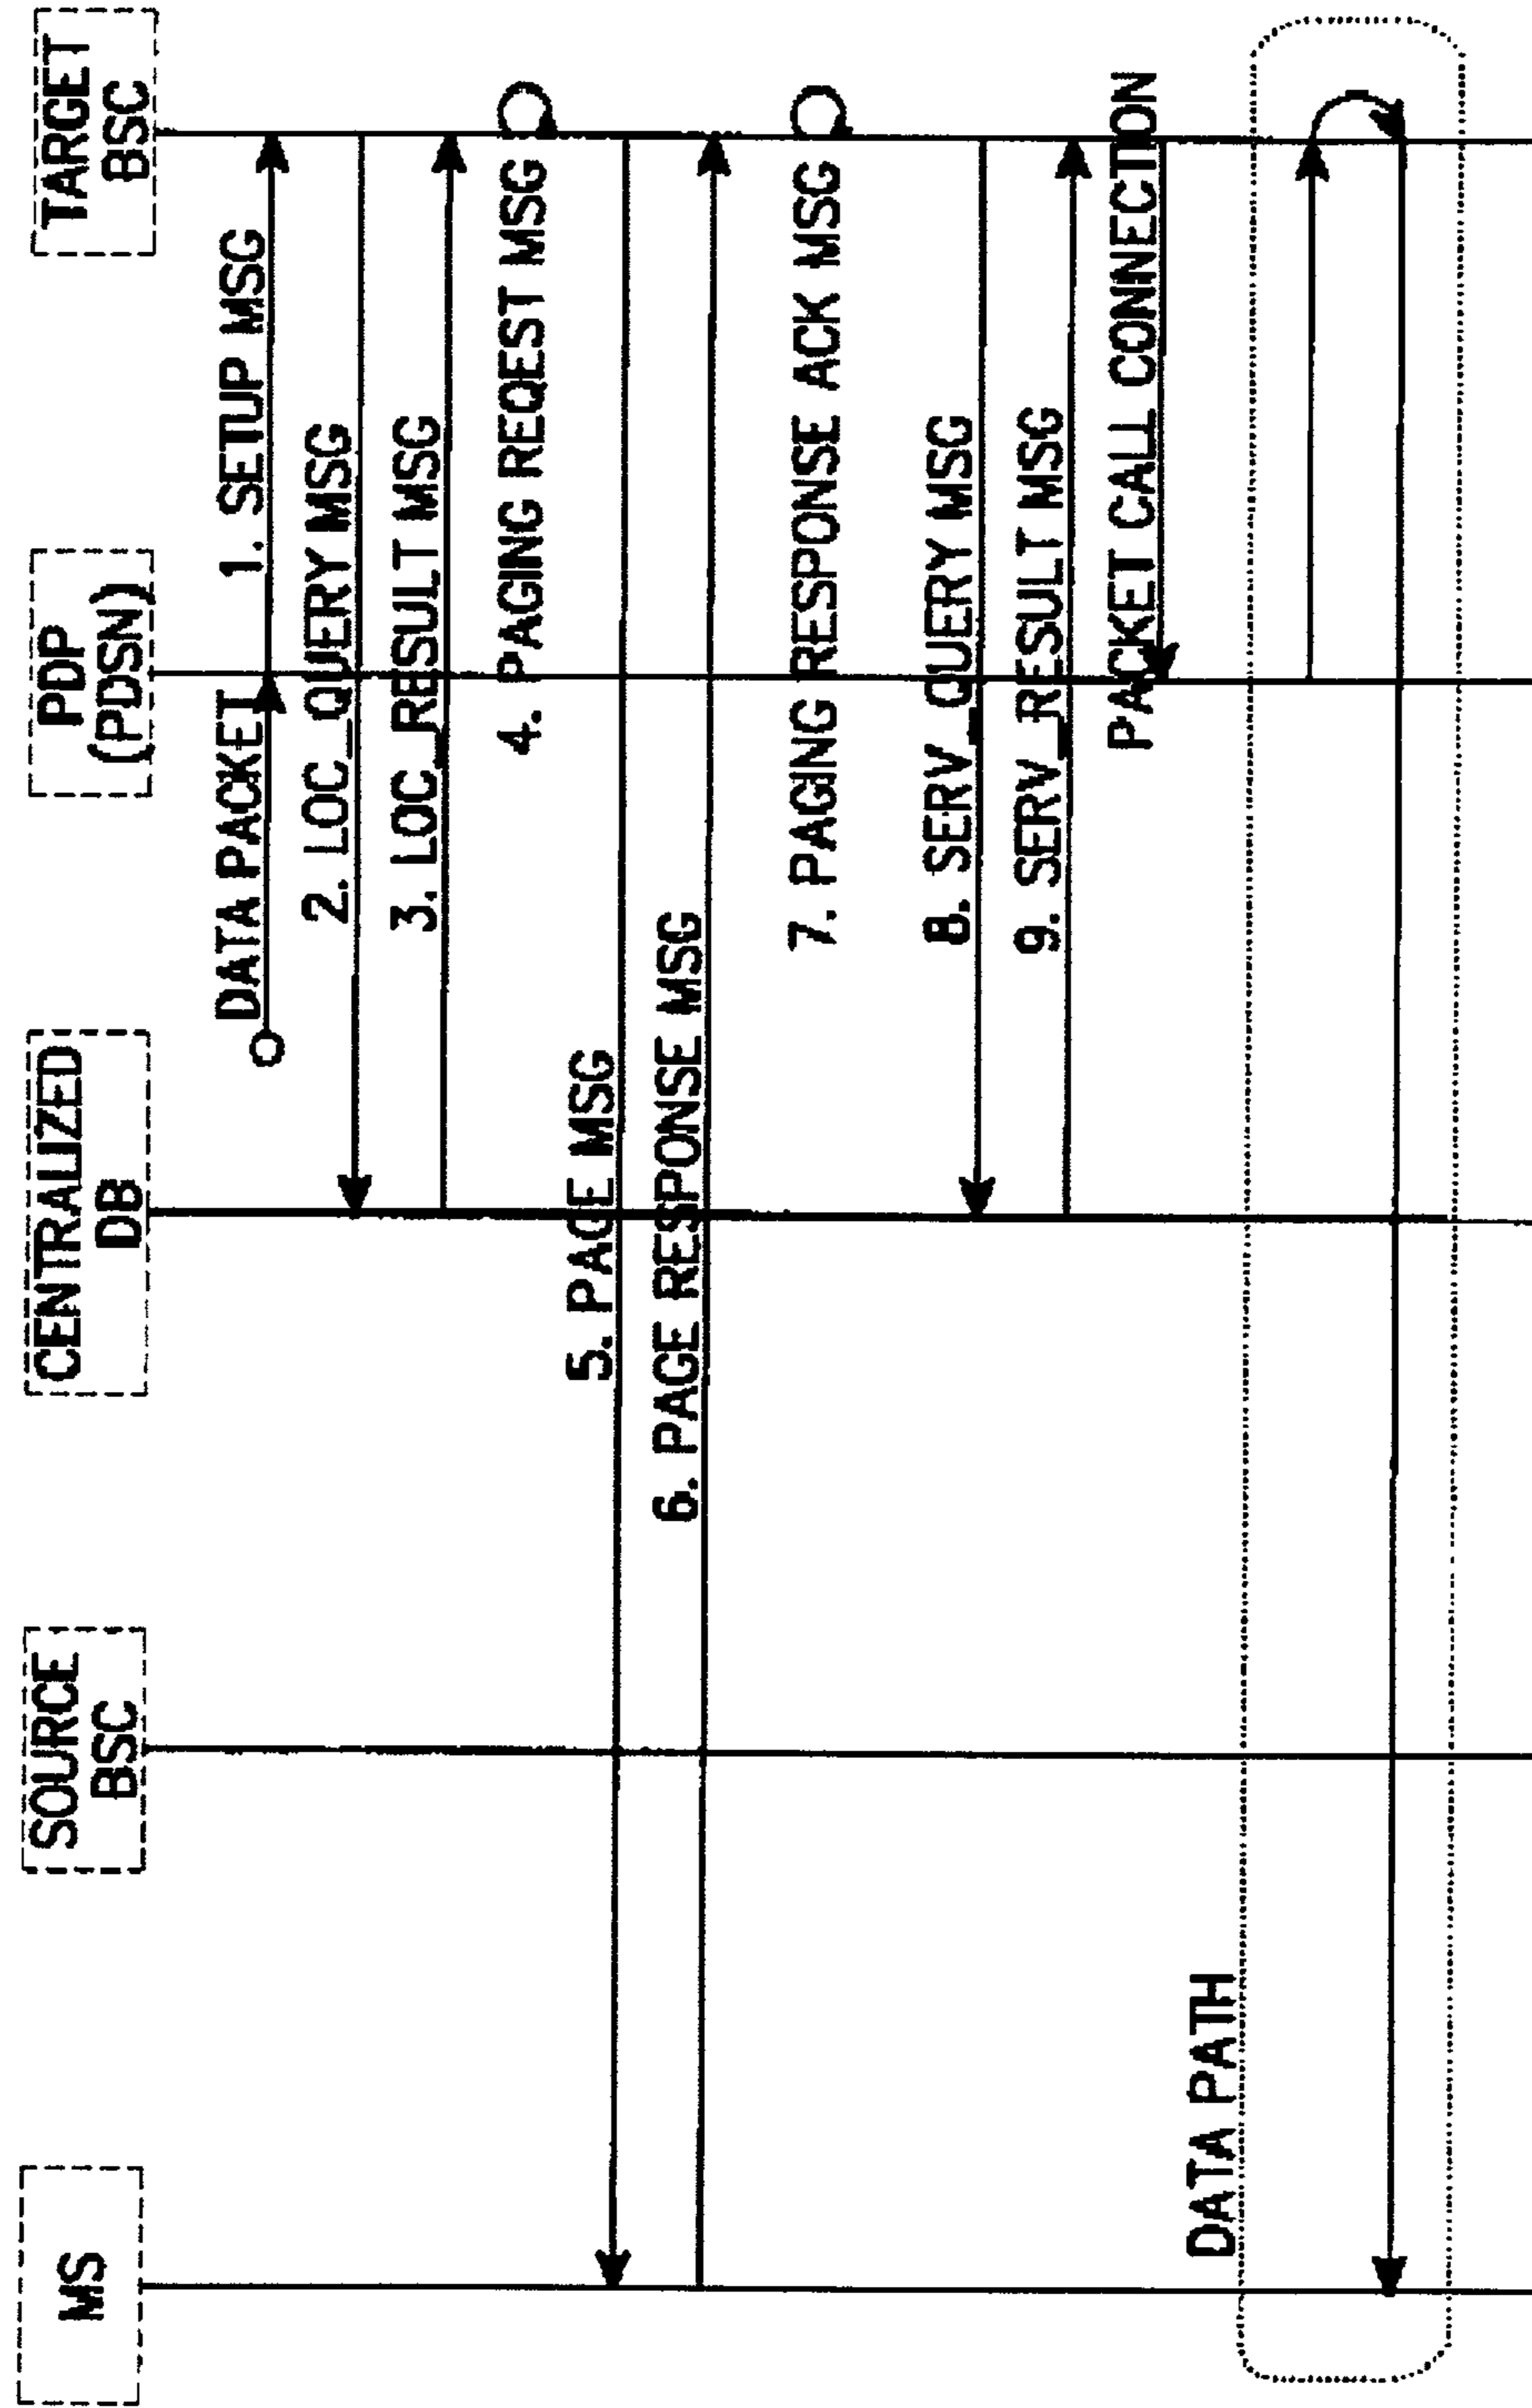 MS
SOURCE
BSC
CENTRALIZED
DB
PDP
(PDSN)
TARGET
BSC
DATA PACKET
1. SETUP MSG
2. LOC_QUERY MSG
3. LOC_RESULT MSG
4. PAGING REQEST MSG
5. PAGE MSG
6. PAGE RESPONSE MSG
7. PAGING RESPONSE ACK MSG
8. SERV_QUERY MSG
9. SERV_RESULT MSG
PACKET CALL CONNECTION
DATA PATH